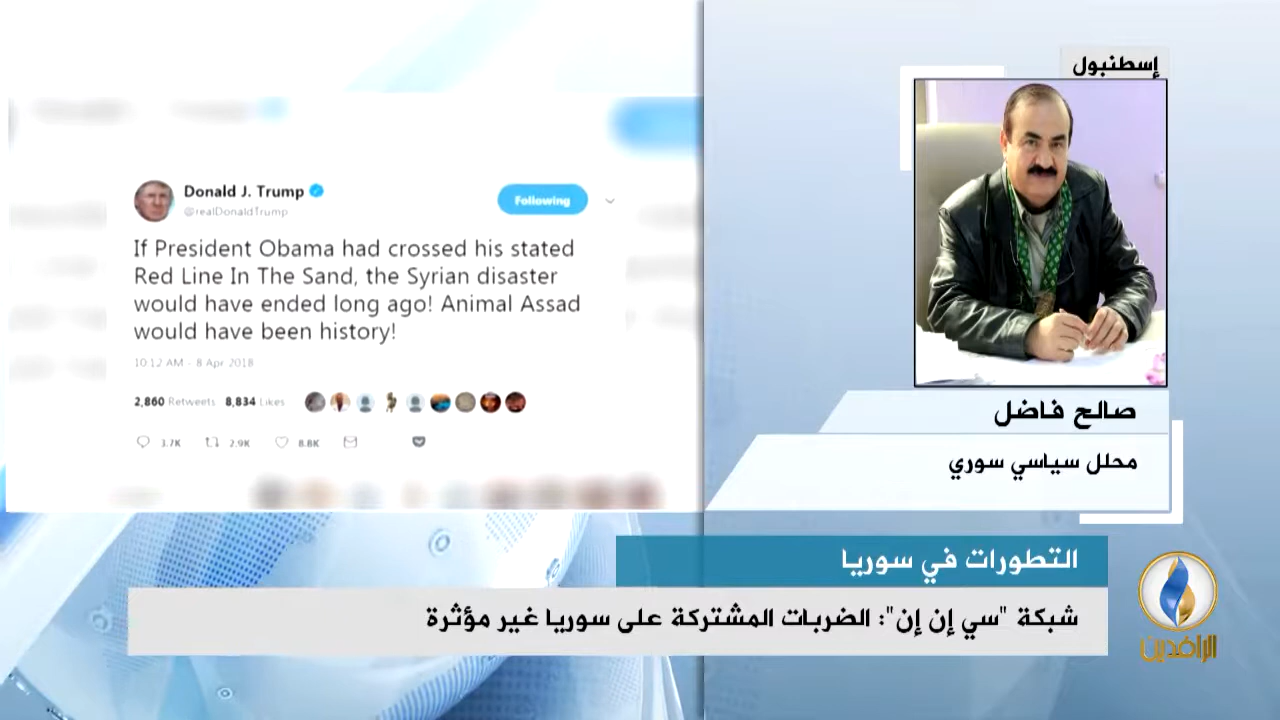 Donald J. Trump
@realDonaldTrump
Following
If President Obama had crossed his stated
Red Line In The Sand, the Syrian disaster
would have ended long ago! Animal Assad
would have been history!
10:12 AM - 8 Apr 2018
2,860 Retweets 8,834 Likes
3.7K 2.9K 8.8K
إسطنبول
صالح فاضل
محلل سياسي سوري
التطورات في سوريا
شبكة "سي إن إن": الضربات المشتركة على سوريا غير مؤثرة
الرافدين